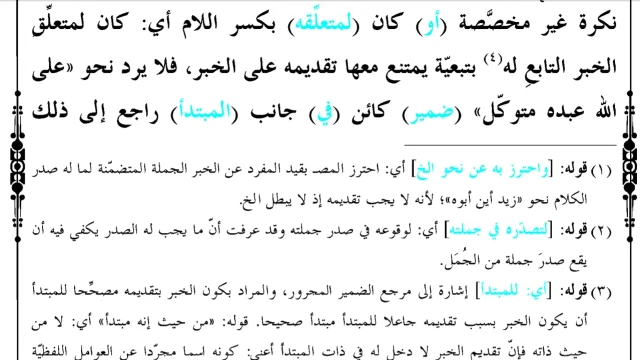 نكرة غير مخصَّصة (أو) كان (لمتعلِّقه) بكسر اللام أي: كان لمتعلِّقِ
الخبر التابعِ له(٤) بتبعيّة يمتنع معها تقديمه على الخبر، فلا يرد نحو «على
الله عبده متوكّل» (ضمير) كائن (في) جانب (المبتدأ) راجع إلى ذلك
(١) قوله: [واحترز به عن نحو الخ] أي: احترز المصـ بقيد المفرد عن الخبر الجملة المتضمّنة لما له صدر
الكلام نحو «زيد أين أبوه»؛ لأنه لا يجب تقديمه إذ لا يبطل الخ.
(٢) قوله: [لتصدّره في جملته] أي: لوقوعه في صدر جملته وقد عرفت أنّ ما يجب له الصدر يكفي فيه أن
يقع صدرَ جملة من الجُمَل.
(٣) قوله: [أي: للمبتدأ] إشارة إلى مرجع الضمير المجرور، والمراد بكون الخبر بتقديمه مصحِّحا للمبتدأ
أن يكون الخبر بسبب تقديمه جاعلا للمبتدأ مبتدأ صحيحا. قوله: «من حيث إنه مبتدأ» أي: لا من
حيث ذاته فإنّ تقديم الخبر لا دخل له في ذات المبتدأ أعني: كونه اسما مجرّدا عن العوامل اللفظيّة